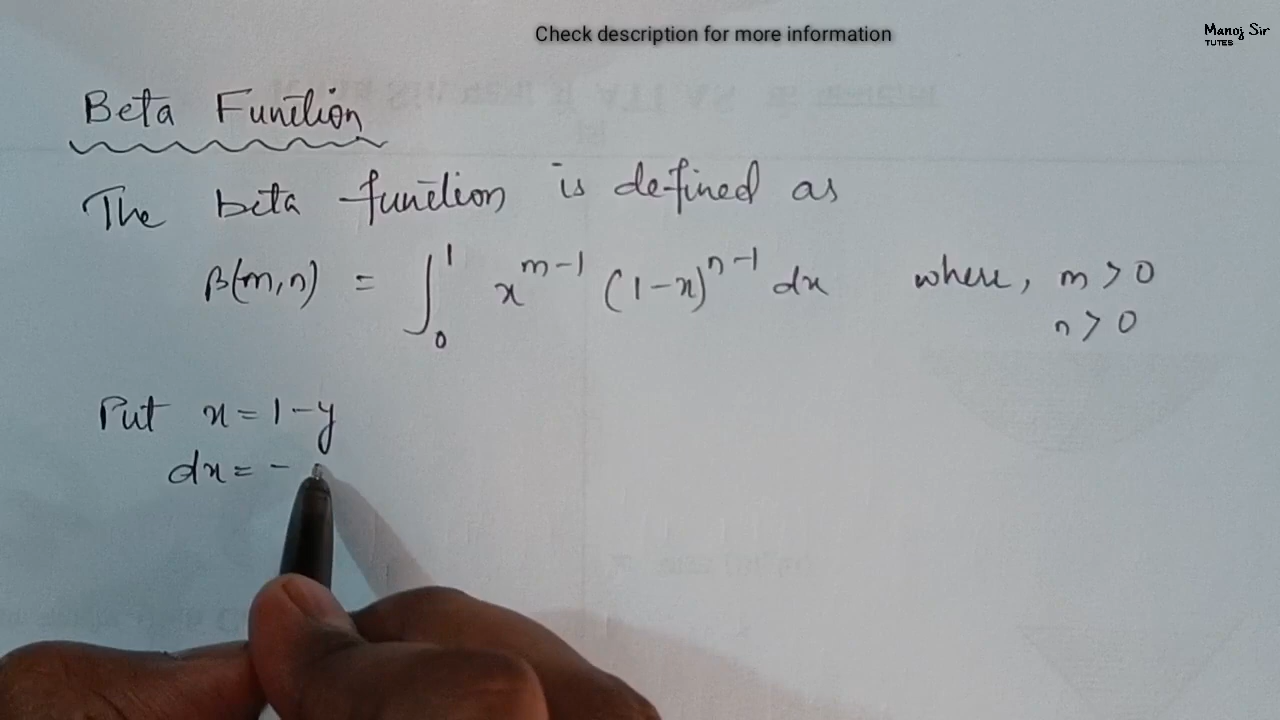 Check description for more information
Manoj Sir
TUTES
Beta Function
The beta function is defined as
β(m,n) = ∫₀¹ x^{m-1} (1-x)^{n-1} dx where, m > 0
n > 0
Put x = 1 - y
dx = -